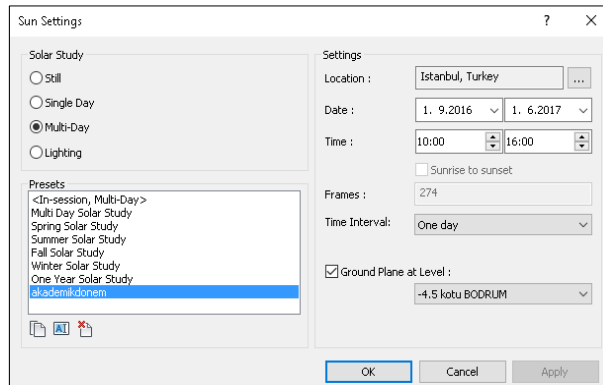 Sun Settings
?
Solar Study
Still
Single Day
Multi-Day
Lighting
Presets
<In-session, Multi-Day>
Multi Day Solar Study
Spring Solar Study
Summer Solar Study
Fall Solar Study
Winter Solar Study
One Year Solar Study
akademikdonem
AI
Settings
Location : Istanbul, Turkey ...
Date : 1. 9.2016 1. 6.2017
Time : 10:00 16:00
Sunrise to sunset
Frames : 274
Time Interval: One day
Ground Plane at Level :
-4.5 kotu BODRUM
OK Cancel Apply